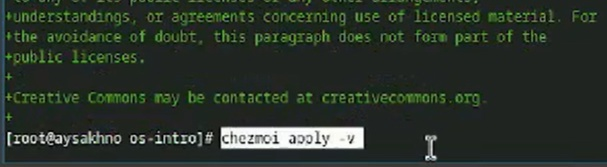 +understandings, or agreements concerning use of licensed material. For
+the avoidance of doubt, this paragraph does not form part of the
+public licenses.
+
+Creative Commons may be contacted at creativecommons.org.
+
[root@aysakhno os-intro]# chezmoi apply -v